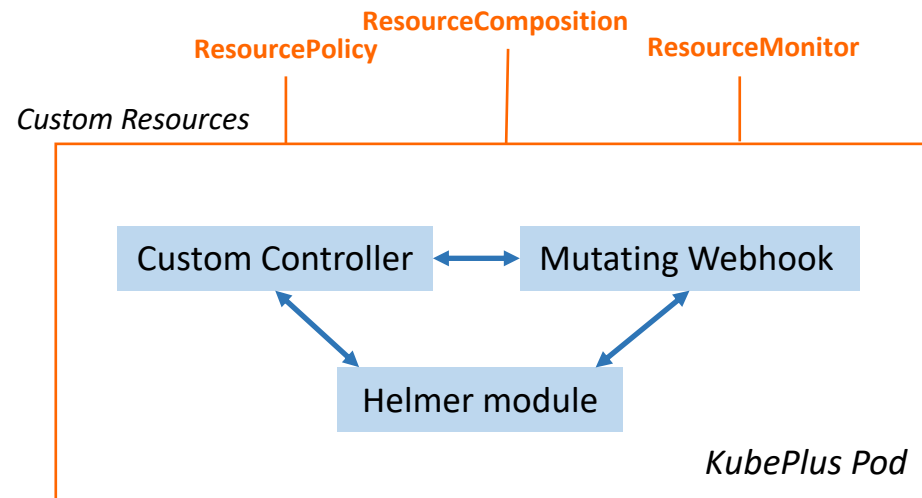 ResourceComposition
ResourcePolicy
ResourceMonitor
Custom Resources
Custom Controller
Mutating Webhook
Helmer module
KubePlus Pod